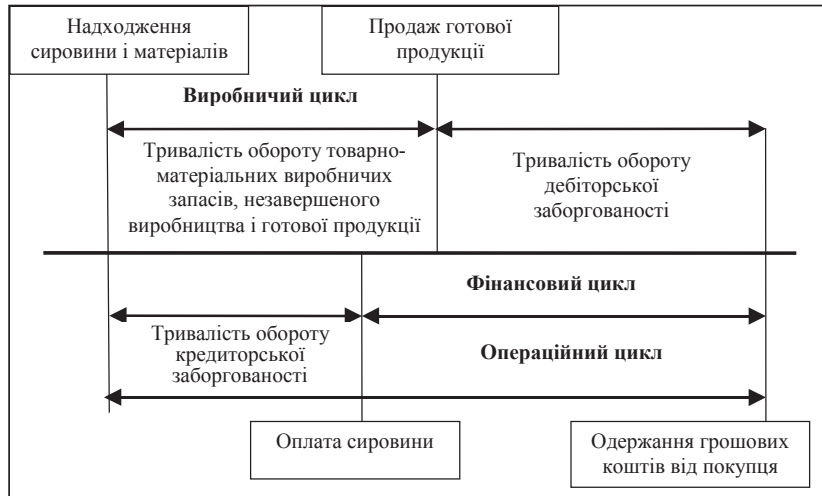 Надходження
сировини і матеріалів
Продаж готової
продукції
Виробничий цикл
Тривалість обороту товарно-
матеріальних виробничих
запасів, незавершеного
виробництва і готової продукції
Тривалість обороту
дебіторської
заборгованості
Фінансовий цикл
Тривалість обороту
кредиторської
заборгованості
Операційний цикл
Оплата сировини
Одержання грошових
коштів від покупця